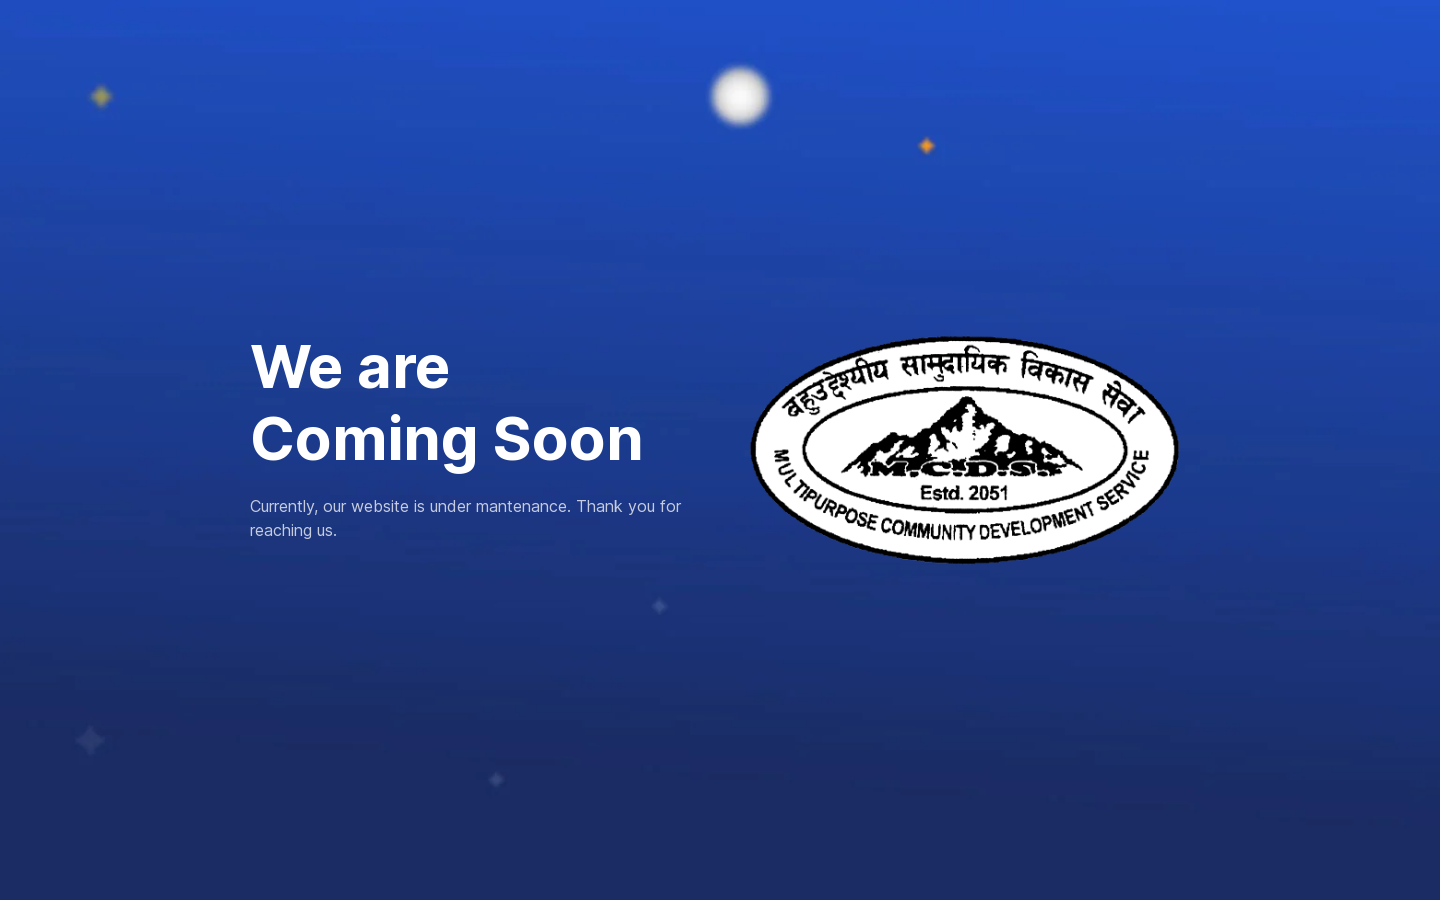 We are
Coming Soon
Currently, our website is under mantenance. Thank you for
reaching us.
बहुउद्देश्यीय सामुदायिक विकास सेवा
M.C.D.S.
Estd. 2051
MULTIPURPOSE COMMUNITY DEVELOPMENT SERVICE